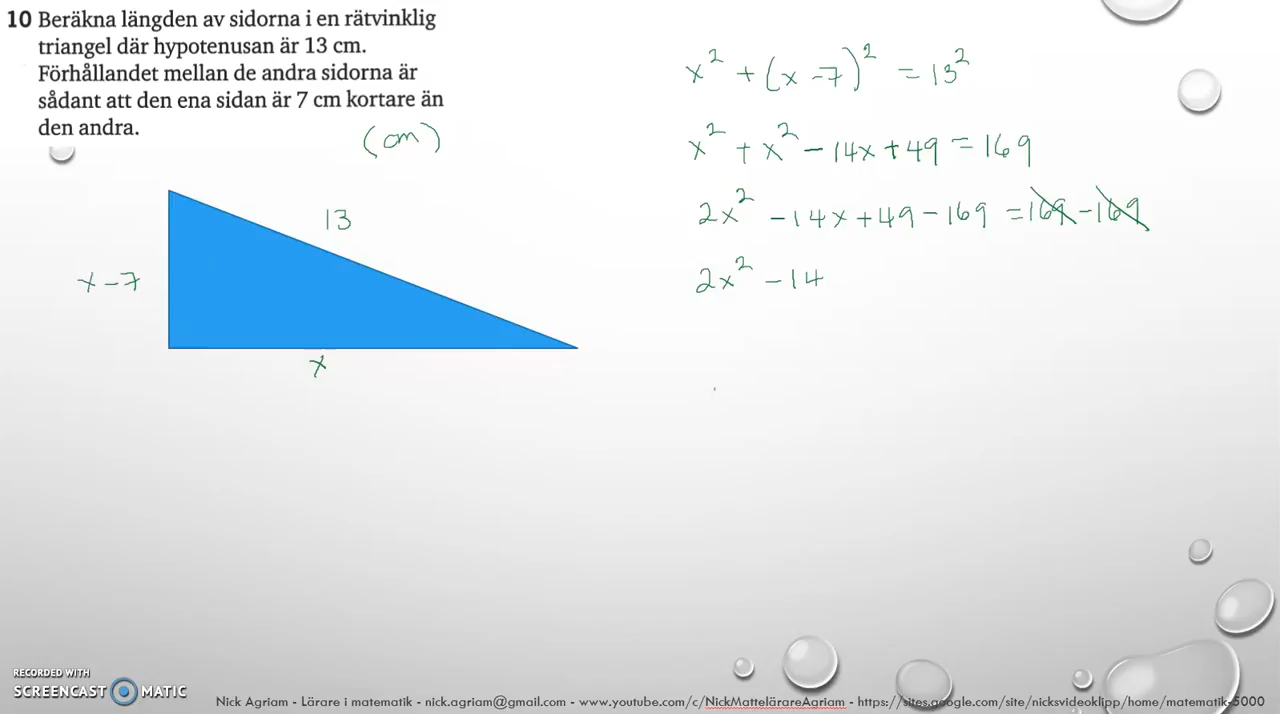 10 Beräkna längden av sidorna i en rätvinklig
triangel där hypotenusan är 13 cm.
Förhållandet mellan de andra sidorna är
sådant att den ena sidan är 7 cm kortare än
den andra.
(cm)
13
x - 7
x
x² + (x - 7)² = 13²
x² + x² - 14x + 49 = 169
2x² - 14x + 49 - 169 = 169 - 169
2x² - 14
RECORDED WITH
SCREENCAST MATIC
Nick Agriam - Lärare i matematik - nick.agriam@gmail.com - www.youtube.com/c/NickMattelärareAgriam - https://sites.google.com/site/nicksvideoklipp/home/matematik-5000